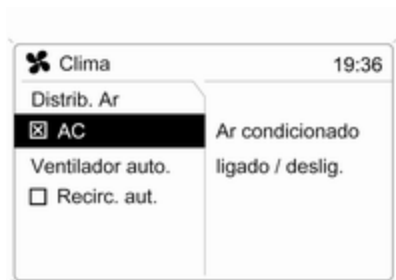 Clima 19:36
Distrib. Ar
AC
Ventilador auto.
Recirc. aut.
Ar condicionado
ligado / deslig.